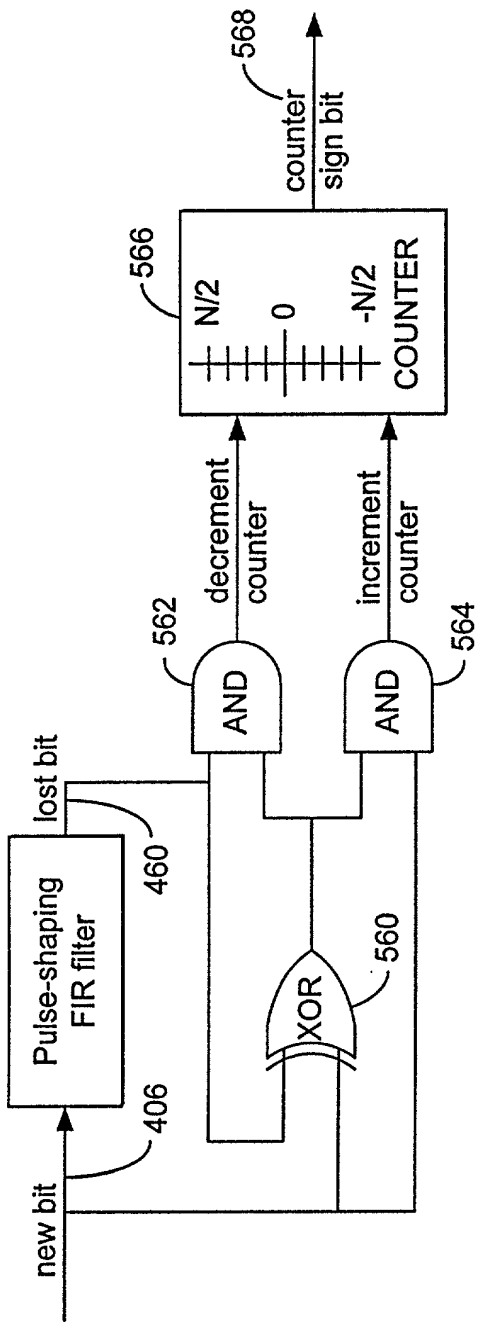 new bit
406
Pulse-shaping
FIR filter
lost bit
460
XOR
560
AND
562
AND
564
decrement
counter
increment
counter
566
N/2
0
-N/2
COUNTER
counter
sign bit
568